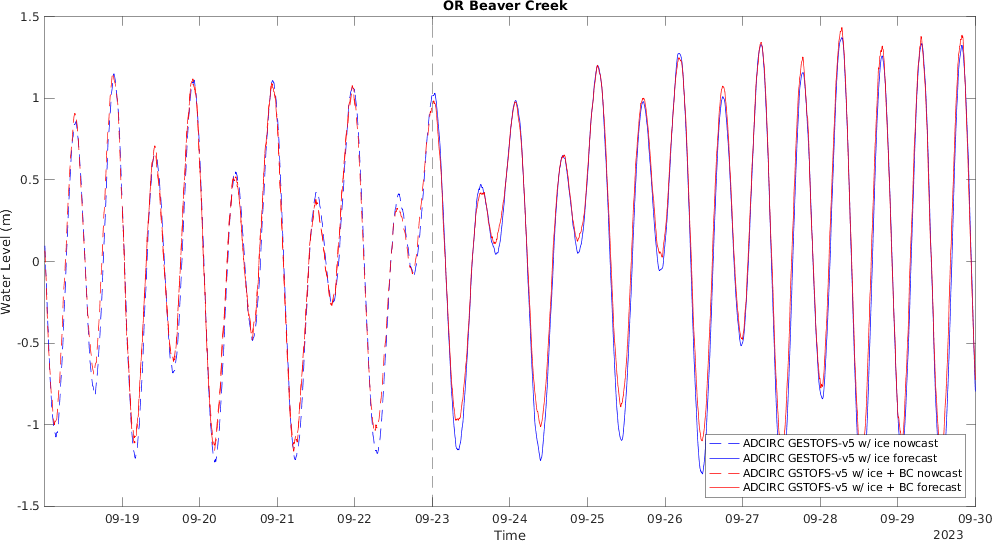 OR Beaver Creek
1.5
1
0.5
0
-0.5
-1
-1.5
Water Level (m)
ADCIRC GESTOFS-v5 w/ ice nowcast
ADCIRC GESTOFS-v5 w/ ice forecast
ADCIRC GSTOFS-v5 w/ ice + BC nowcast
ADCIRC GSTOFS-v5 w/ ice + BC forecast
09-19 09-20 09-21 09-22 09-23 09-24 09-25 09-26 09-27 09-28 09-29 09-30
Time
2023